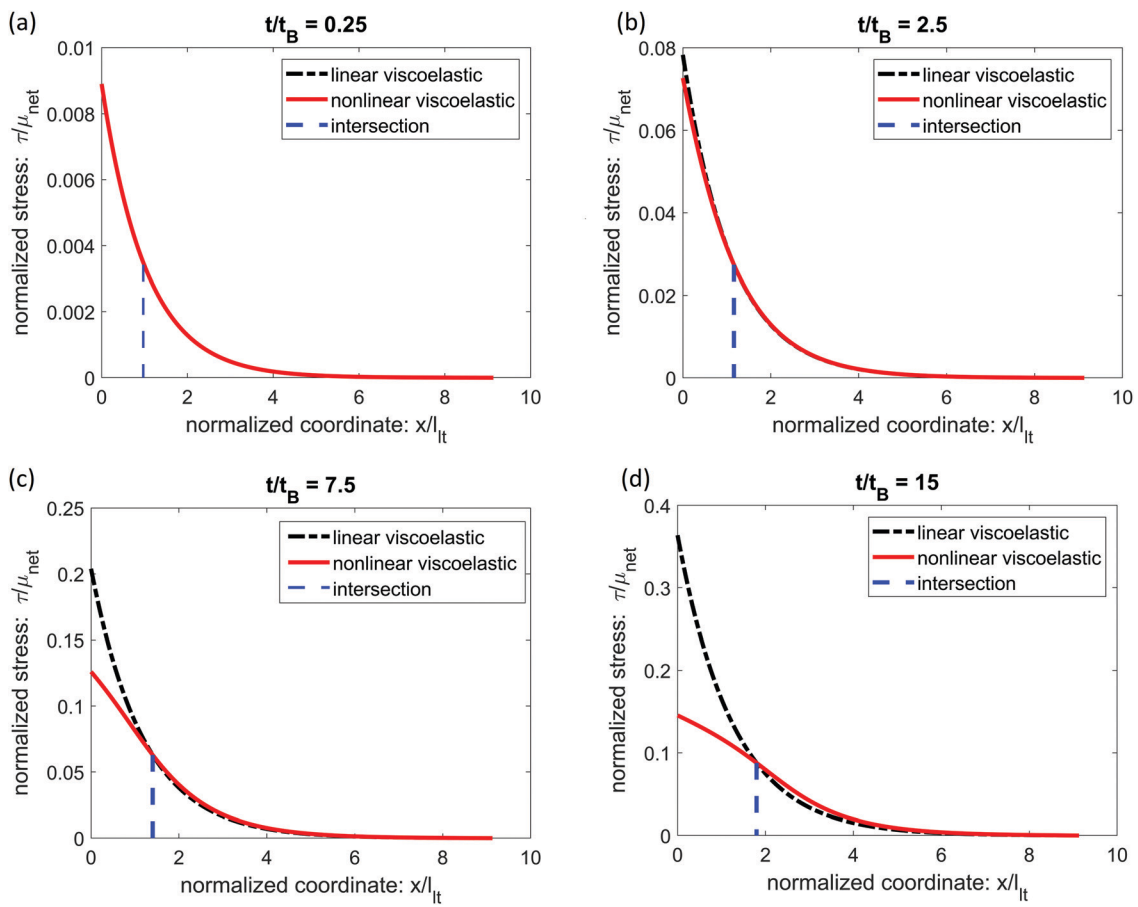 (a)
t/t_B = 0.25
0.01
0.008
0.006
0.004
0.002
0
normalized stress: τ/μ_net
linear viscoelastic
nonlinear viscoelastic
intersection
0 2 4 6 8 10
normalized coordinate: x/l_lt
(b)
t/t_B = 2.5
0.08
0.06
0.04
0.02
0
normalized stress: τ/μ_net
linear viscoelastic
nonlinear viscoelastic
intersection
0 2 4 6 8 10
normalized coordinate: x/l_lt
(c)
t/t_B = 7.5
0.25
0.2
0.15
0.1
0.05
0
normalized stress: τ/μ_net
linear viscoelastic
nonlinear viscoelastic
intersection
0 2 4 6 8 10
normalized coordinate: x/l_lt
(d)
t/t_B = 15
0.4
0.3
0.2
0.1
0
normalized stress: τ/μ_net
linear viscoelastic
nonlinear viscoelastic
intersection
0 2 4 6 8 10
normalized coordinate: x/l_lt